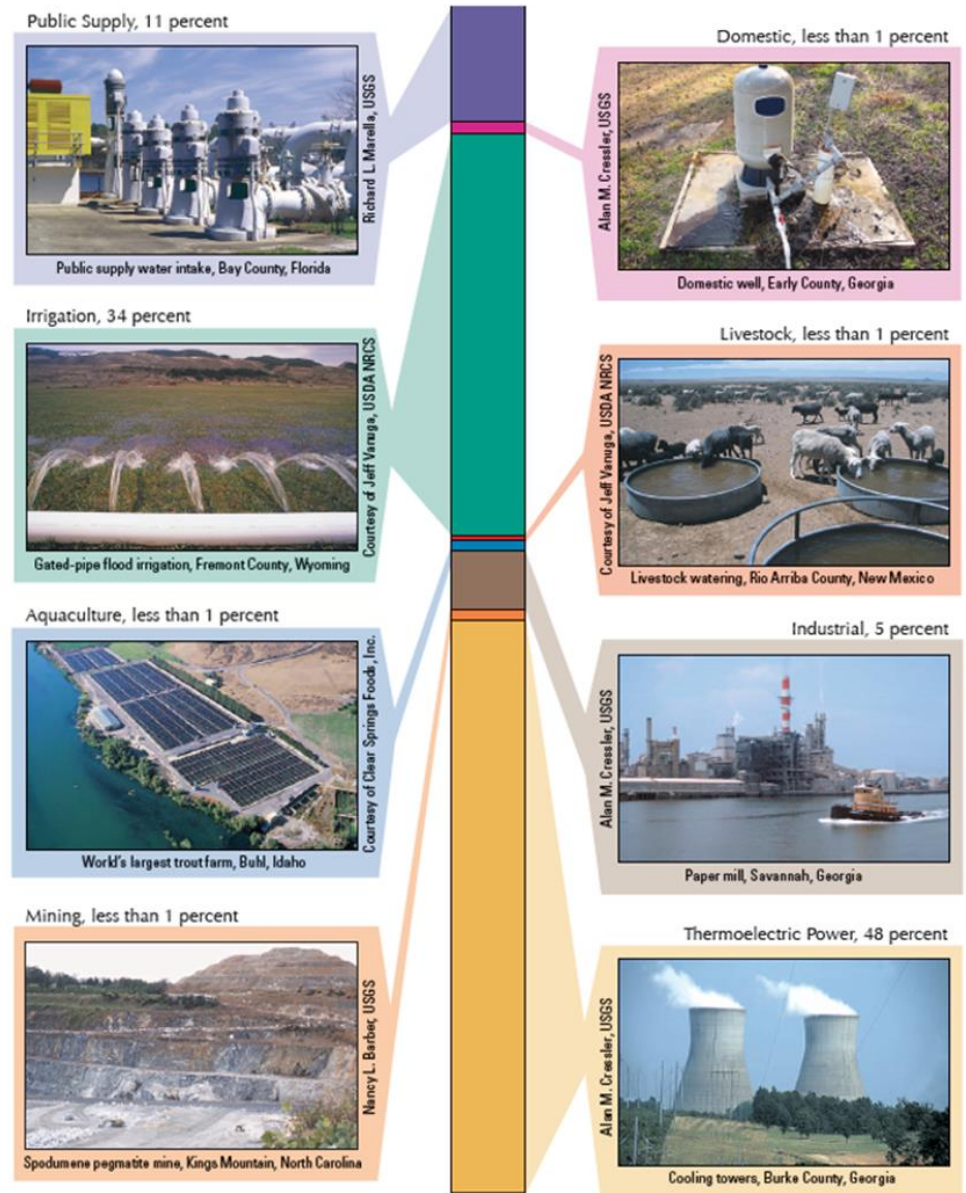 Public Supply, 11 percent
Richard L. Marella, USGS
Public supply water intake, Bay County, Florida
Domestic, less than 1 percent
Alan M. Cressler, USGS
Domestic well, Early County, Georgia
Irrigation, 34 percent
Courtesy of Jeff Vanuga, USDA NRCS
Gated-pipe flood irrigation, Fremont County, Wyoming
Livestock, less than 1 percent
Courtesy of Jeff Vanuga, USDA NRCS
Livestock watering, Rio Arriba County, New Mexico
Aquaculture, less than 1 percent
Courtesy of Clear Springs Foods, Inc.
World's largest trout farm, Buhl, Idaho
Industrial, 5 percent
Alan M. Cressler, USGS
Paper mill, Savannah, Georgia
Mining, less than 1 percent
Nancy L. Barber, USGS
Spodumene pegmatite mine, Kings Mountain, North Carolina
Thermoelectric Power, 48 percent
Alan M. Cressler, USGS
Cooling towers, Burke County, Georgia